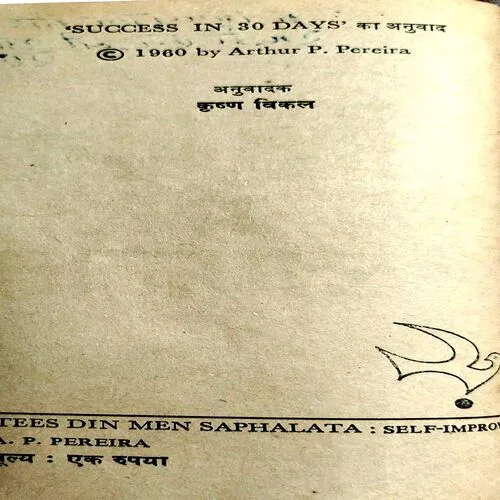 'SUCCESS IN 30 DAYS' का अनुवाद
© 1960 by Arthur P. Pereira
अनुवादक
कृष्ण विकल
TEES DIN MEN SAPHALATA : SELF-IMPROV
A. P. PEREIRA
मूल्य : एक रुपया